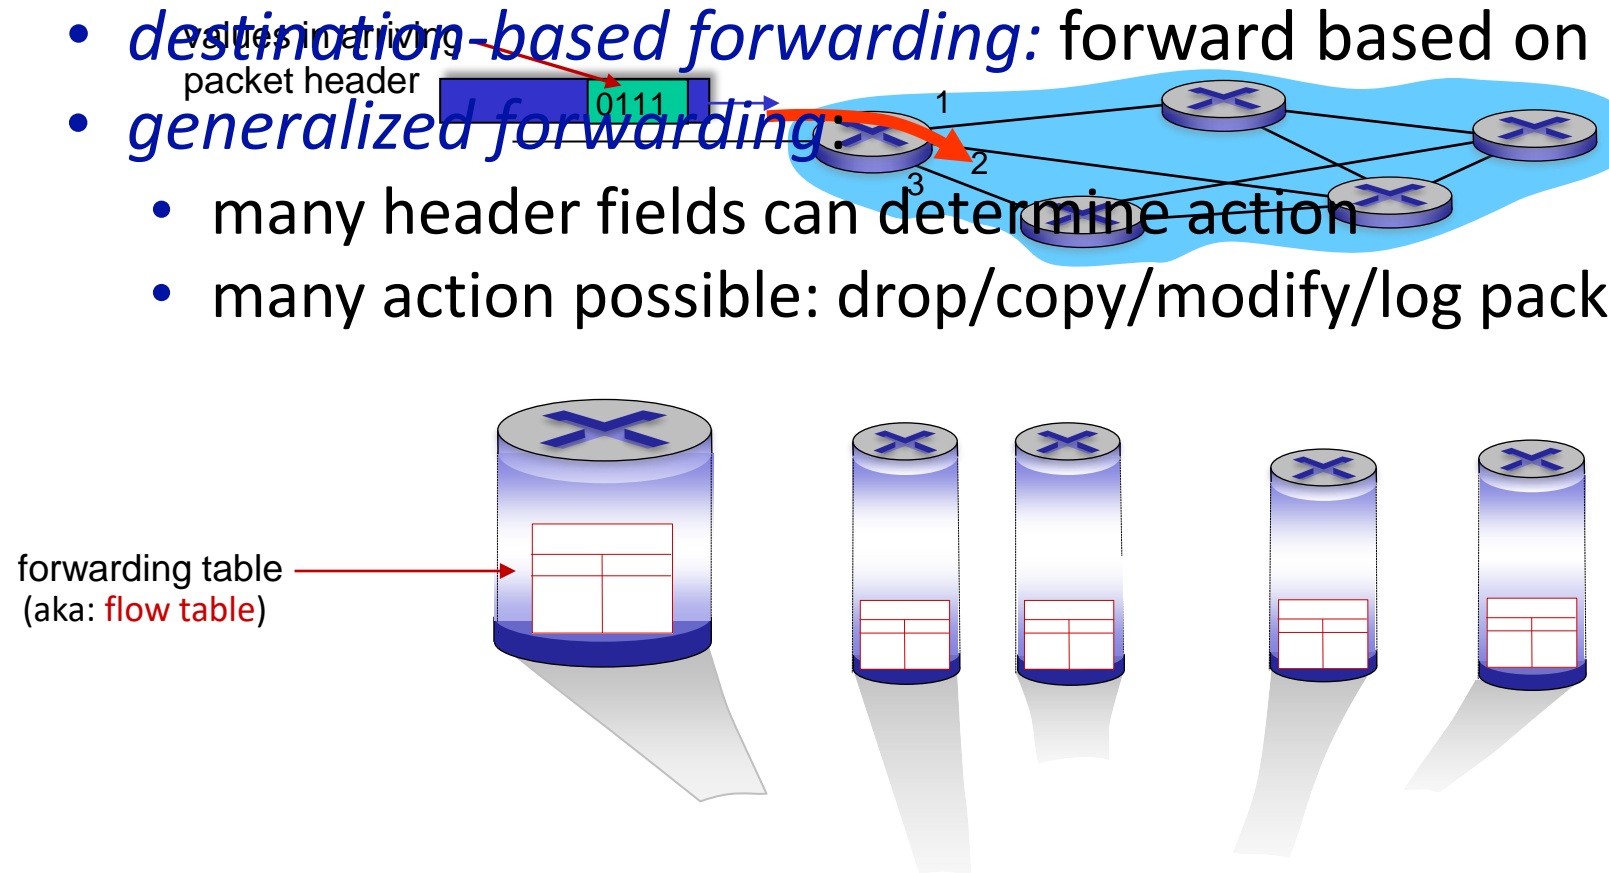 • destination-based forwarding: forward based on
values in arriving
packet header
0111
• generalized forwarding:
1
2
3
• many header fields can determine action
• many action possible: drop/copy/modify/log pack
forwarding table
(aka: flow table)